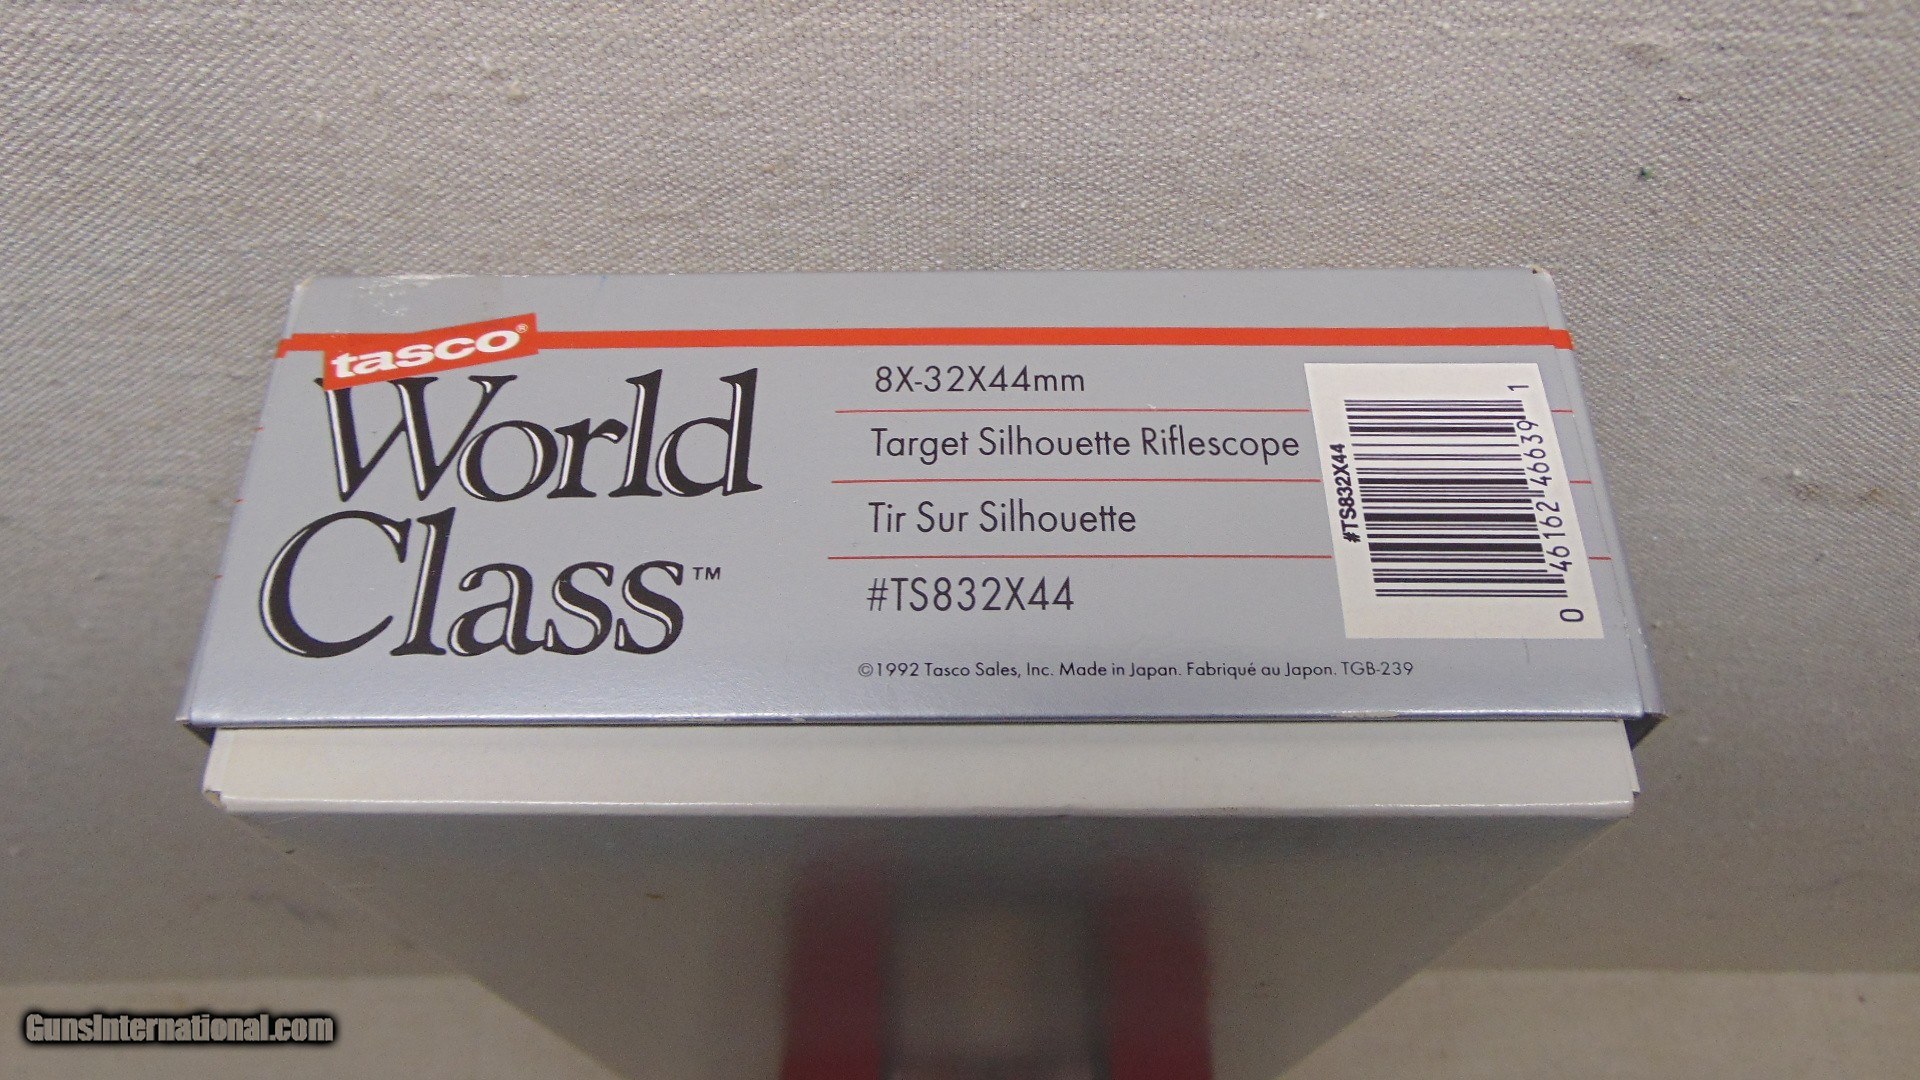 tasco®
World
Class™
8X-32X44mm
Target Silhouette Riflescope
Tir Sur Silhouette
#TS832X44
©1992 Tasco Sales, Inc. Made in Japan. Fabriqué au Japon. TGB-239
#TS832X44
0 46162 46639 1
GunsInternational.com